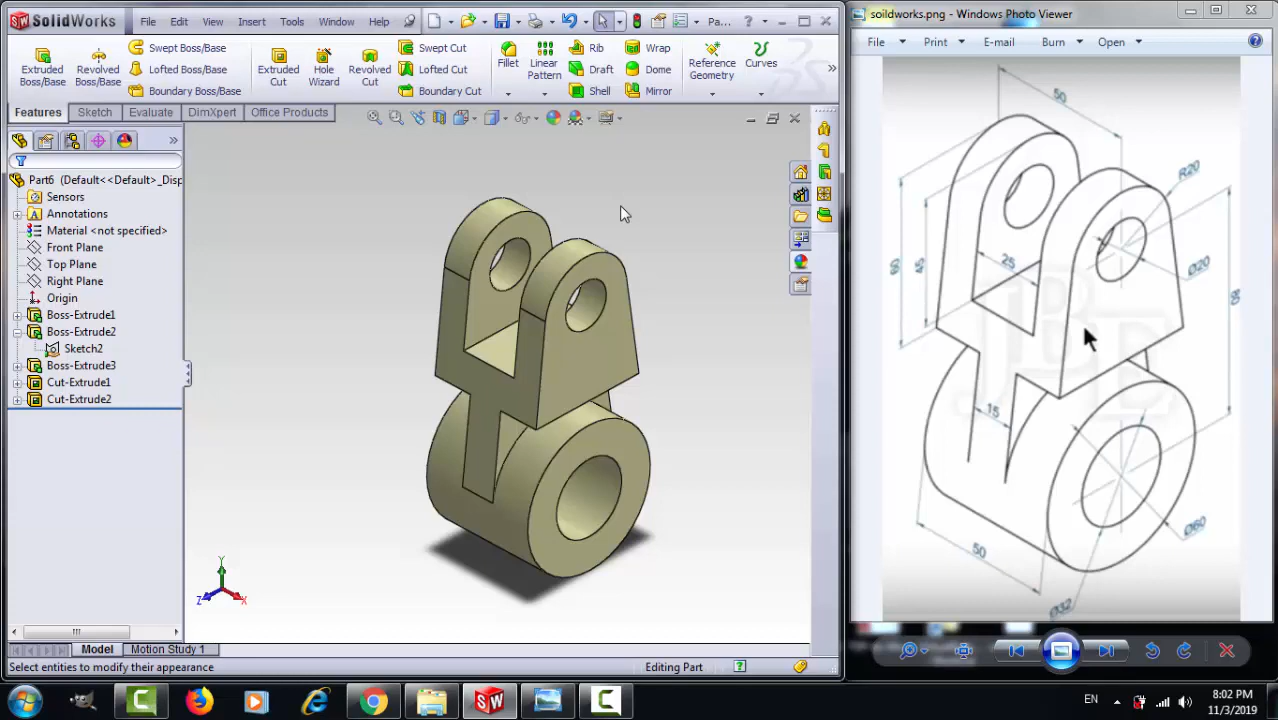 SolidWorks File Edit View Insert Tools Window Help Pa...
soildworks.png - Windows Photo Viewer
File Print E-mail Burn Open
Extruded Boss/Base
Revolved Boss/Base
Swept Boss/Base
Lofted Boss/Base
Boundary Boss/Base
Extruded Cut
Hole Wizard
Revolved Cut
Swept Cut
Lofted Cut
Boundary Cut
Fillet
Linear Pattern
Rib
Draft
Shell
Wrap
Dome
Mirror
Reference Geometry
Curves
Features Sketch Evaluate DimXpert Office Products
Part6 (Default<<Default>_Disp
Sensors
Annotations
Material <not specified>
Front Plane
Top Plane
Right Plane
Origin
Boss-Extrude1
Boss-Extrude2
Sketch2
Boss-Extrude3
Cut-Extrude1
Cut-Extrude2
Y
Z
X
50
R20
25
Ø20
15
50
Ø60
Ø32
JBE
Model Motion Study 1
Select entities to modify their appearance
Editing Part
EN
8:02 PM
11/3/2019